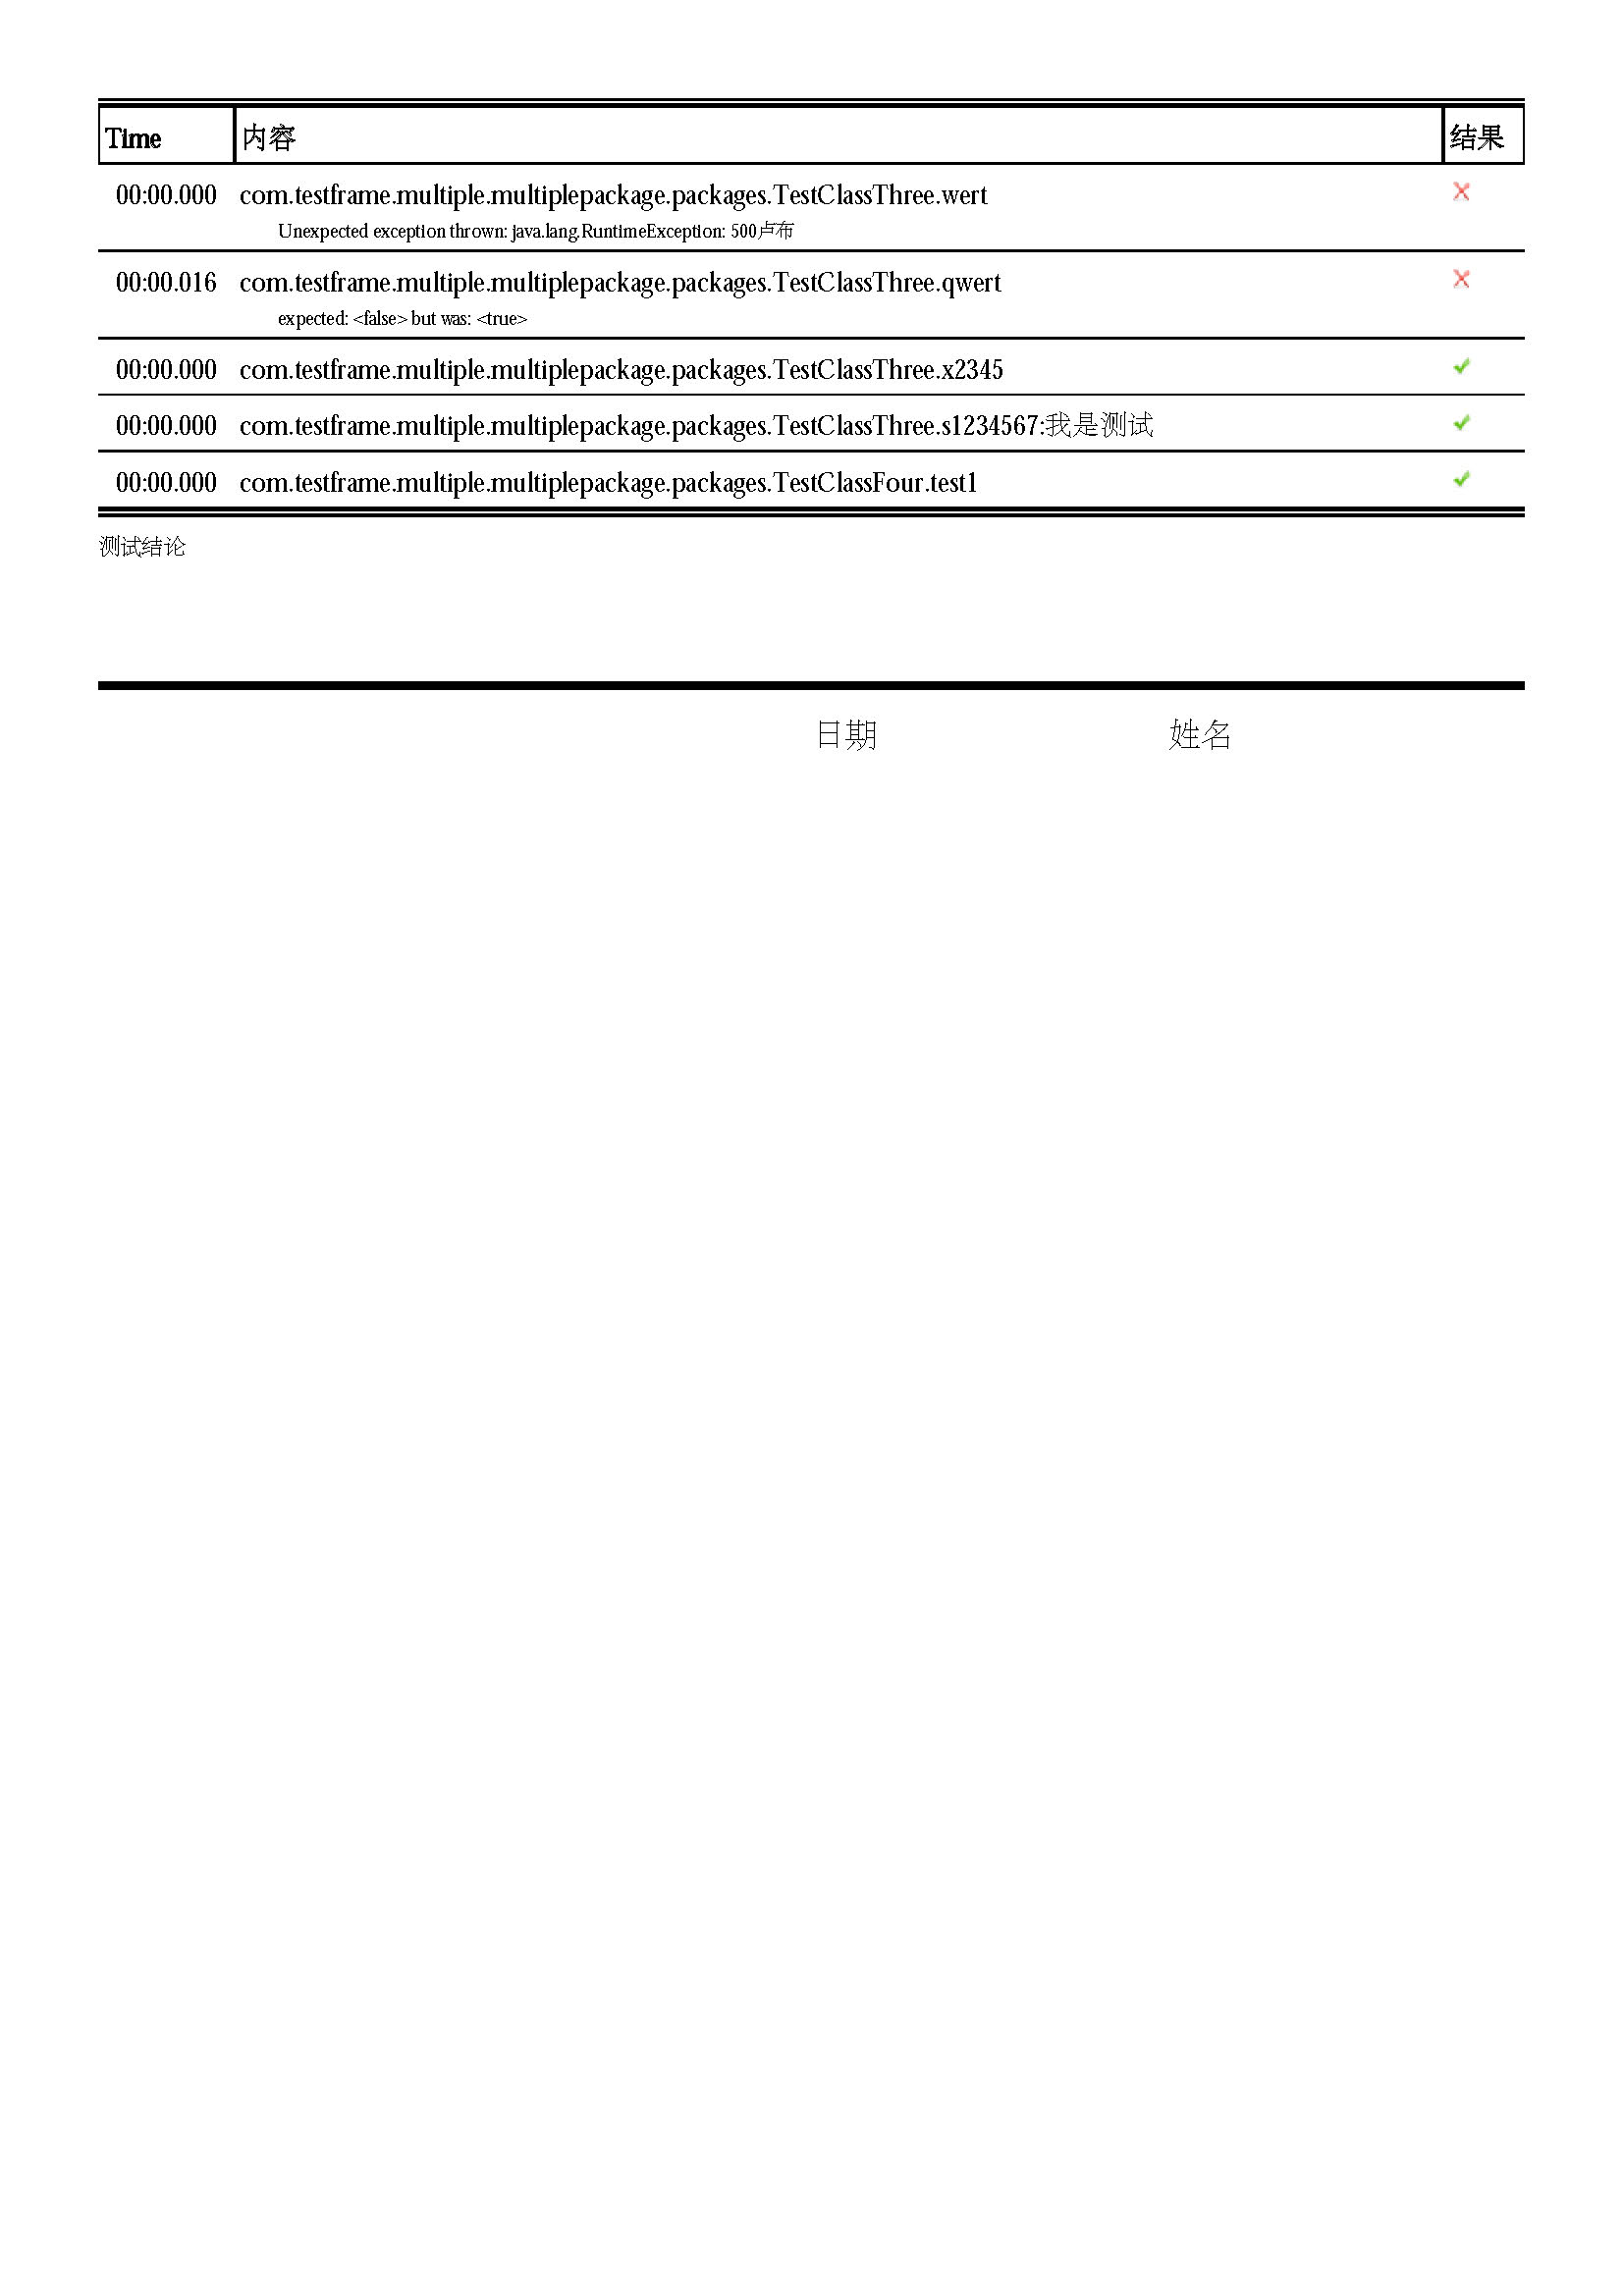 Time 内容 结果
00:00.000 com.testframe.multiple.multiplepackage.packages.TestClassThree.wert
Unexpected exception thrown: java.lang.RuntimeException: 500卢布
00:00.016 com.testframe.multiple.multiplepackage.packages.TestClassThree.qwert
expected: <false> but was: <true>
00:00.000 com.testframe.multiple.multiplepackage.packages.TestClassThree.x2345
00:00.000 com.testframe.multiple.multiplepackage.packages.TestClassThree.s1234567:我是测试
00:00.000 com.testframe.multiple.multiplepackage.packages.TestClassFour.test1
测试结论
日期 姓名